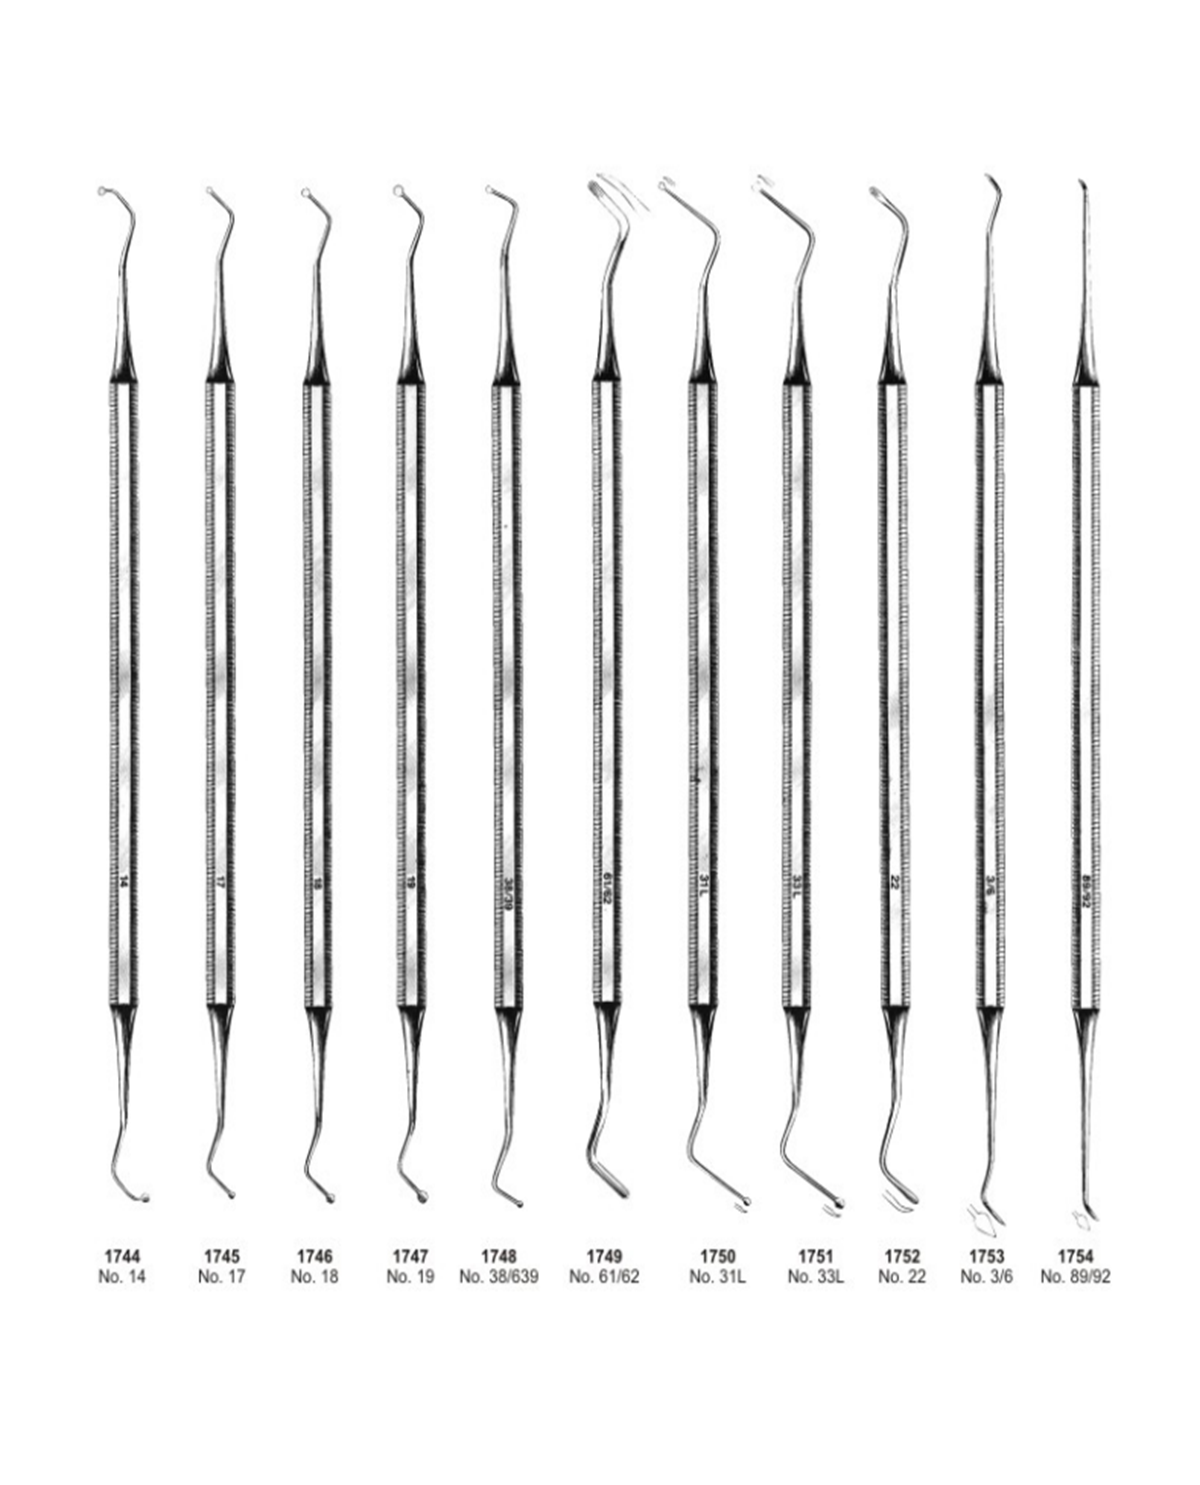 14
17
18
19
38/39
61/62
31L
33L
22
3/6
89/92
1744
No. 14
1745
No. 17
1746
No. 18
1747
No. 19
1748
No. 38/639
1749
No. 61/62
1750
No. 31L
1751
No. 33L
1752
No. 22
1753
No. 3/6
1754
No. 89/92